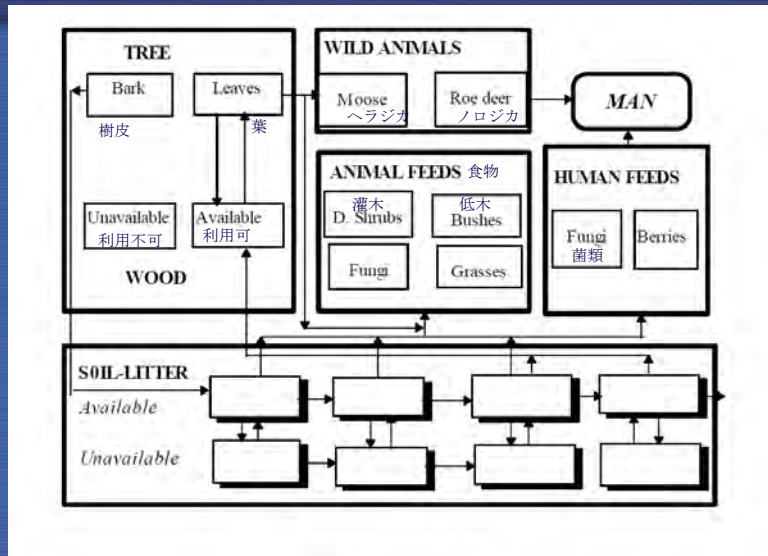 TREE
Bark
樹皮
Leaves
葉
Unavailable
利用不可
Available
利用可
WOOD
WILD ANIMALS
Moose
ヘラジカ
Roe deer
ノロジカ
MAN
ANIMAL FEEDS 食物
灌木
D. Shrubs
低木
Bushes
Fungi
Grasses
HUMAN FEEDS
Fungi
菌類
Berries
S0IL-LITTER
Available
Unavailable